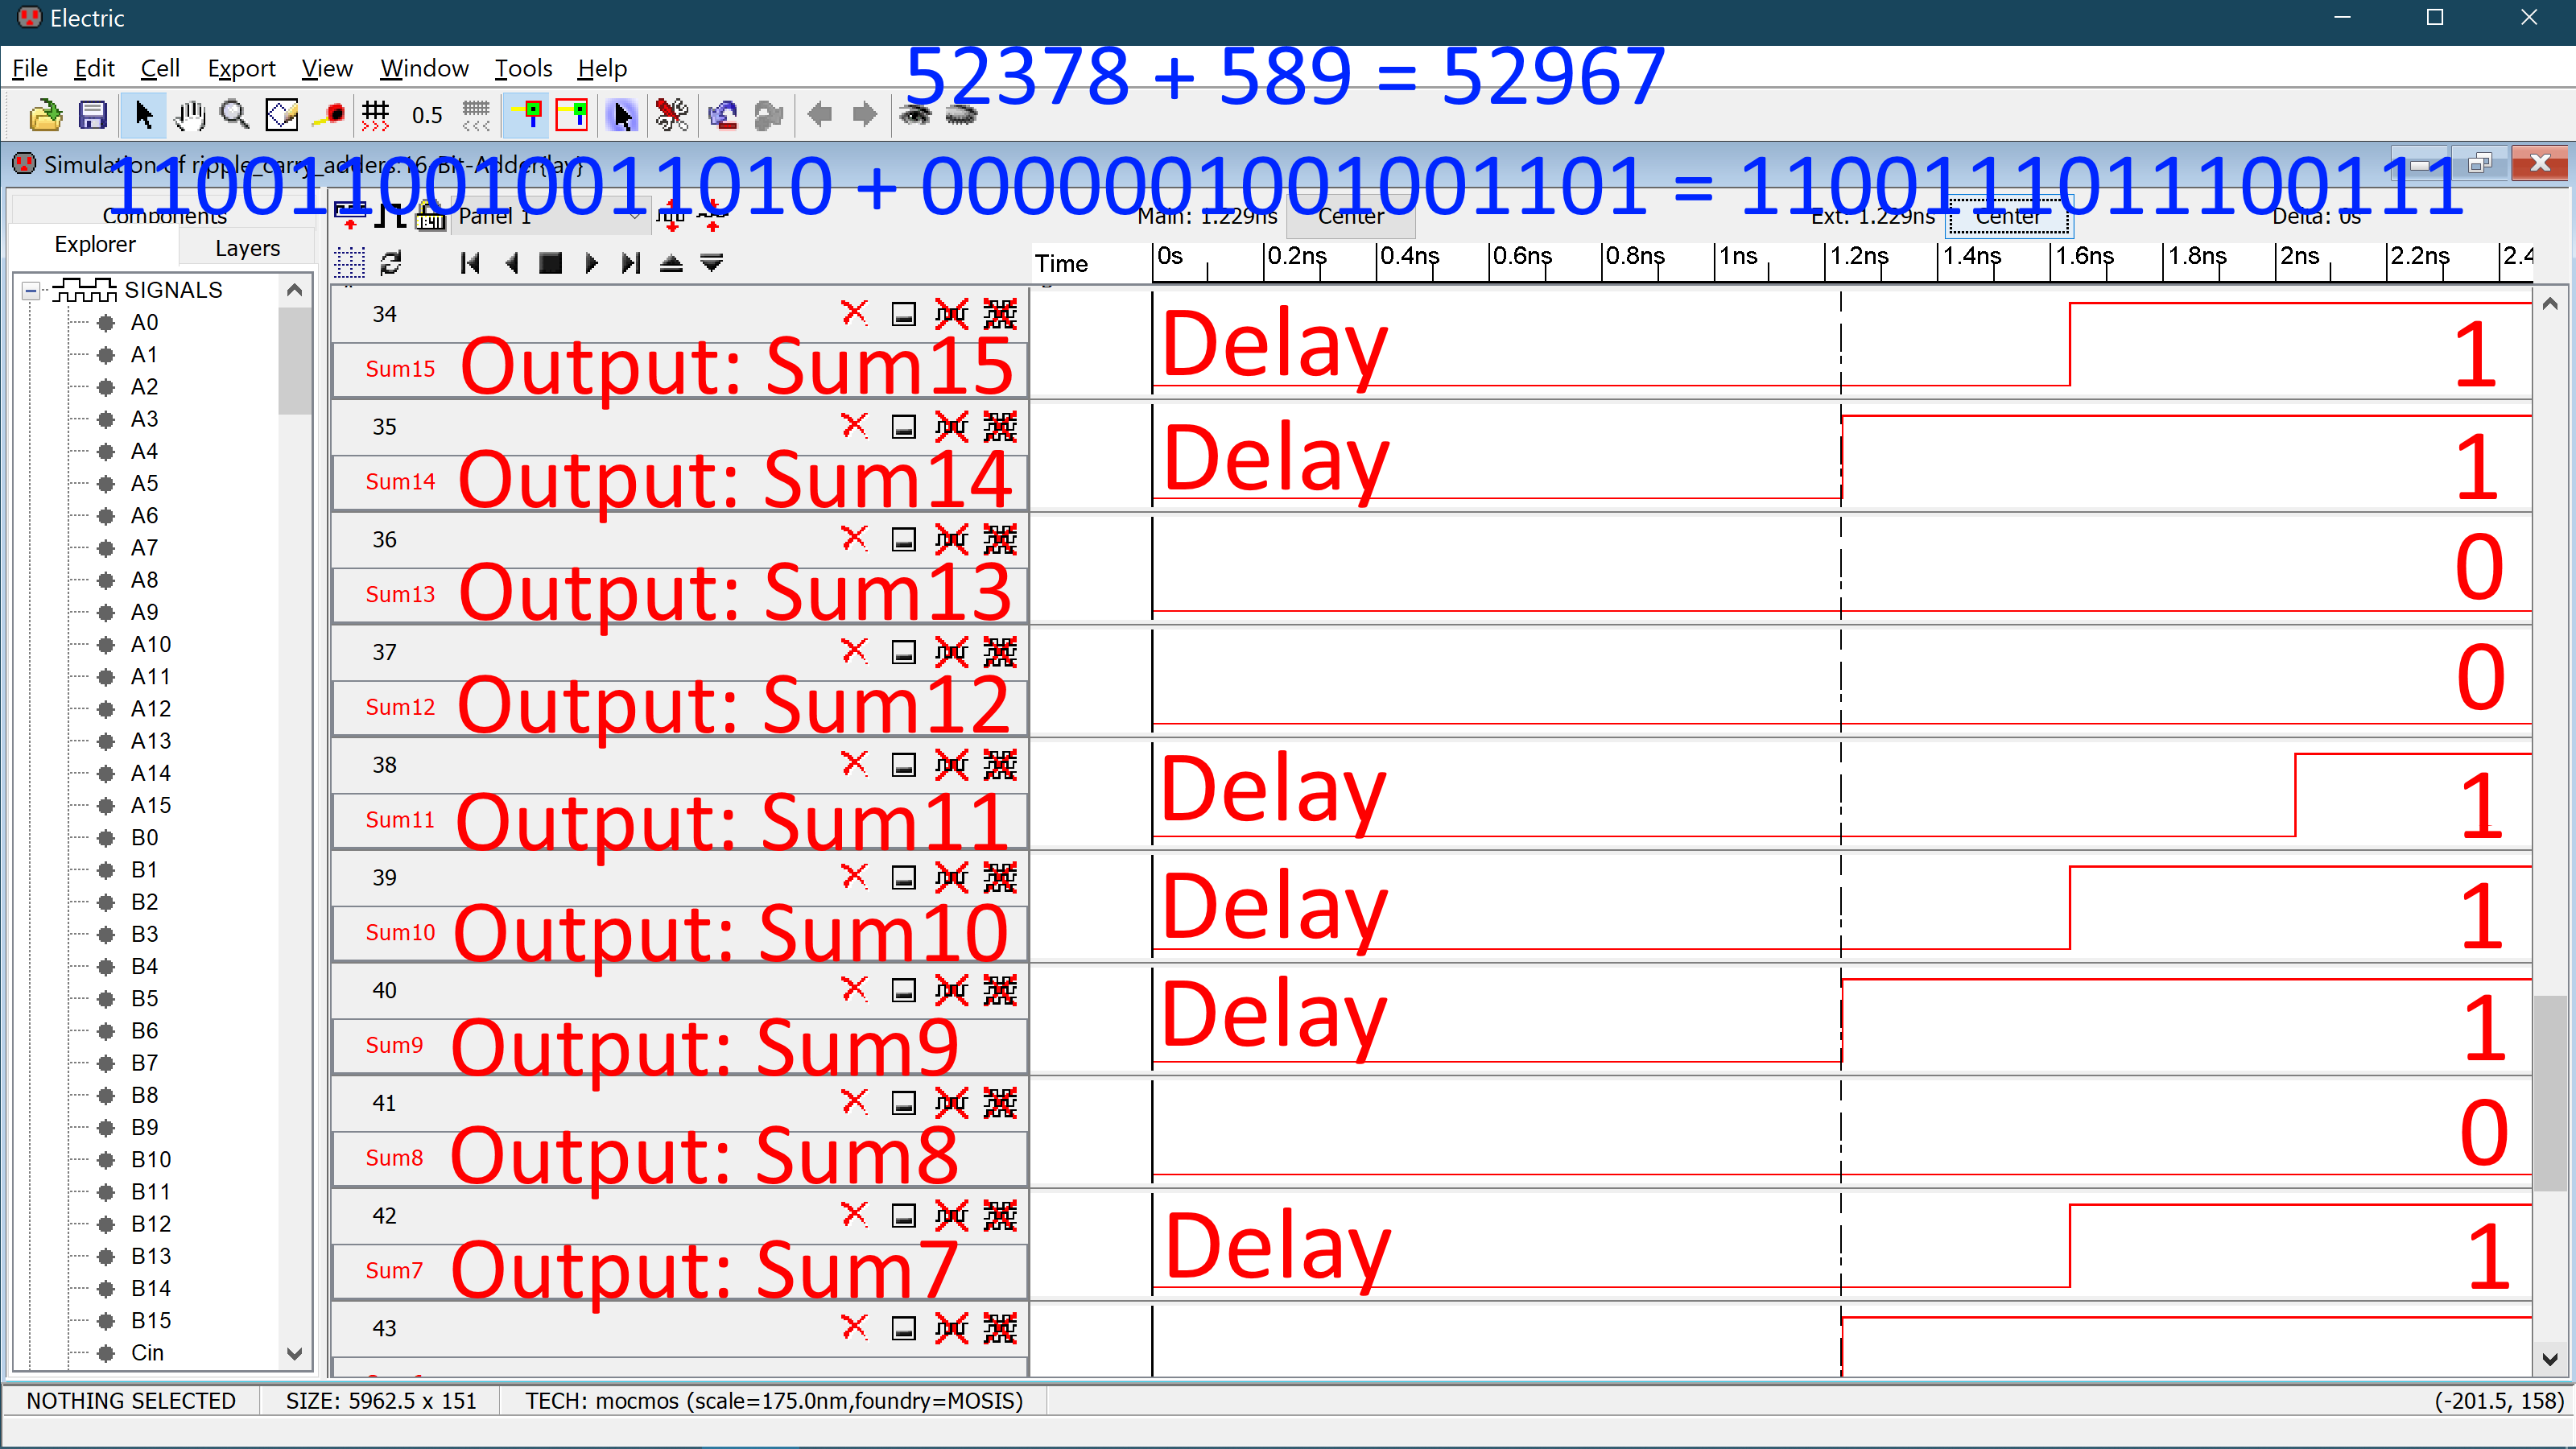 Electric
File Edit Cell Export View Window Tools Help
52378 + 589 = 52967
0.5
Simulation of ripple_carry_adders:16-Bit-Adder{lay}
1100110010011010 + 0000001001001101 = 1100111011100111
Components
Explorer Layers
Panel 1 Main: 1.229ns Center Ext: 1.229ns Center Delta: 0s
Time 0s 0.2ns 0.4ns 0.6ns 0.8ns 1ns 1.2ns 1.4ns 1.6ns 1.8ns 2ns 2.2ns 2.4
SIGNALS
A0
A1
A2
A3
A4
A5
A6
A7
A8
A9
A10
A11
A12
A13
A14
A15
B0
B1
B2
B3
B4
B5
B6
B7
B8
B9
B10
B11
B12
B13
B14
B15
Cin
34
Sum15 Output: Sum15 Delay 1
35
Sum14 Output: Sum14 Delay 1
36
Sum13 Output: Sum13 0
37
Sum12 Output: Sum12 0
38
Sum11 Output: Sum11 Delay 1
39
Sum10 Output: Sum10 Delay 1
40
Sum9 Output: Sum9 Delay 1
41
Sum8 Output: Sum8 0
42
Sum7 Output: Sum7 Delay 1
43
NOTHING SELECTED SIZE: 5962.5 x 151 TECH: mocmos (scale=175.0nm,foundry=MOSIS) (-201.5, 158)